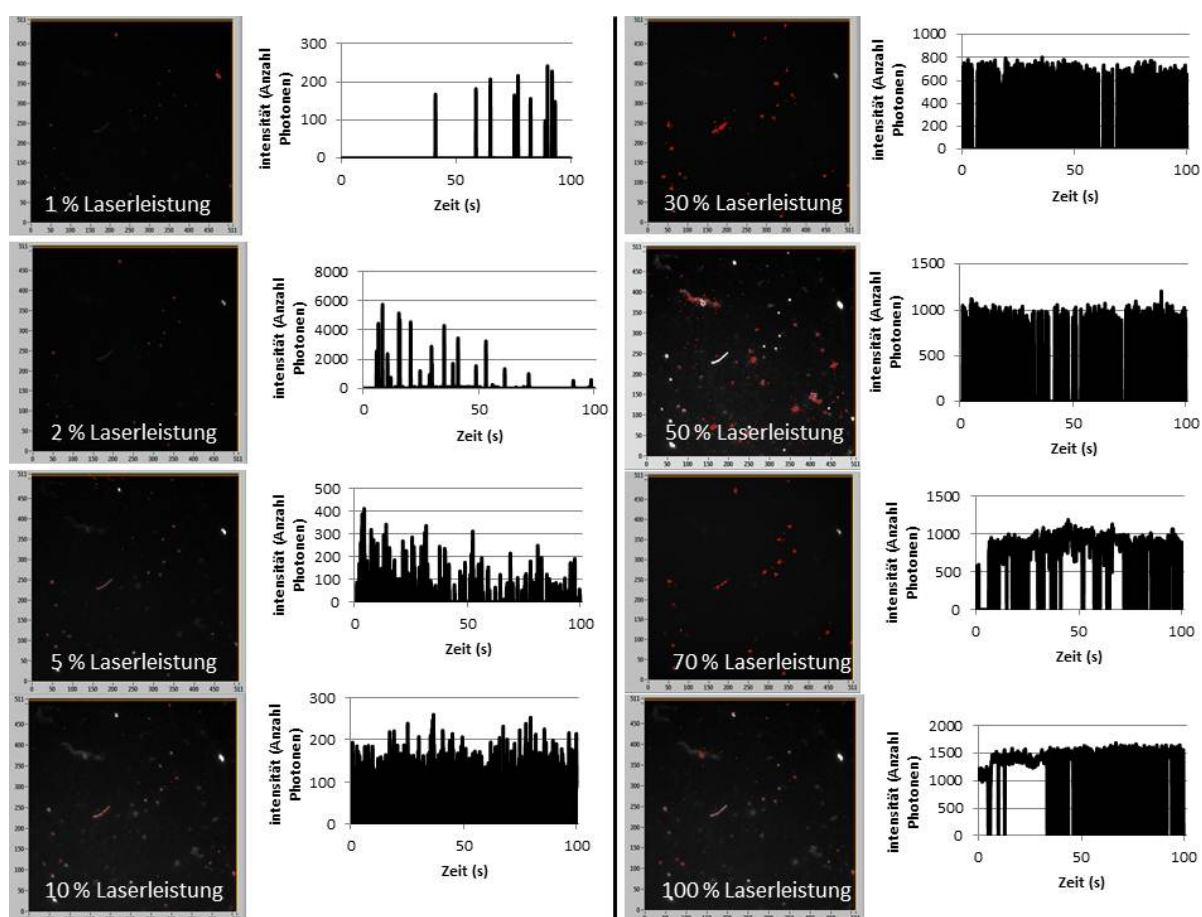 1 % Laserleistung
intensität (Anzahl
Photonen)
300
200
100
0
0 50 100
Zeit (s)
2 % Laserleistung
intensität (Anzahl
Photonen)
8000
6000
4000
2000
0
0 50 100
Zeit (s)
5 % Laserleistung
intensität (Anzahl
Photonen)
500
400
300
200
100
0
0 50 100
Zeit (s)
10 % Laserleistung
intensität (Anzahl
Photonen)
300
200
100
0
0 50 100
Zeit (s)
30 % Laserleistung
intensität (Anzahl
Photonen)
1000
800
600
400
200
0
0 50 100
Zeit (s)
50 % Laserleistung
intensität (Anzahl
Photonen)
1500
1000
500
0
0 50 100
Zeit (s)
70 % Laserleistung
intensität (Anzahl
Photonen)
1500
1000
500
0
0 50 100
Zeit (s)
100 % Laserleistung
intensität (Anzahl
Photonen)
2000
1500
1000
500
0
0 50 100
Zeit (s)